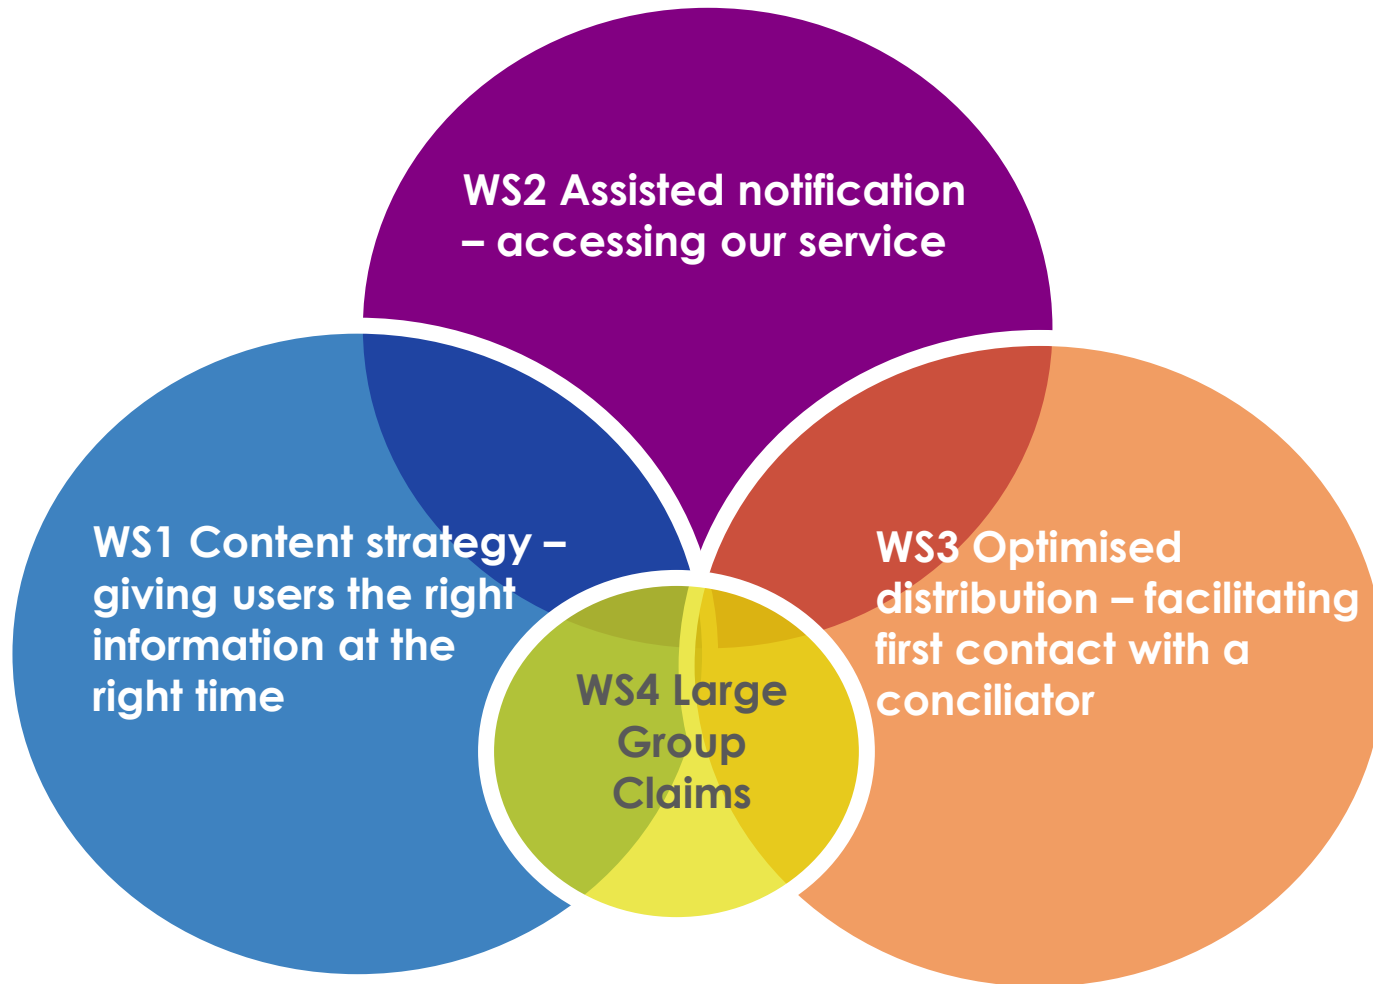 WS2 Assisted notification
– accessing our service
WS1 Content strategy –
giving users the right
information at the
right time
WS3 Optimised
distribution – facilitating
first contact with a
conciliator
WS4 Large
Group
Claims